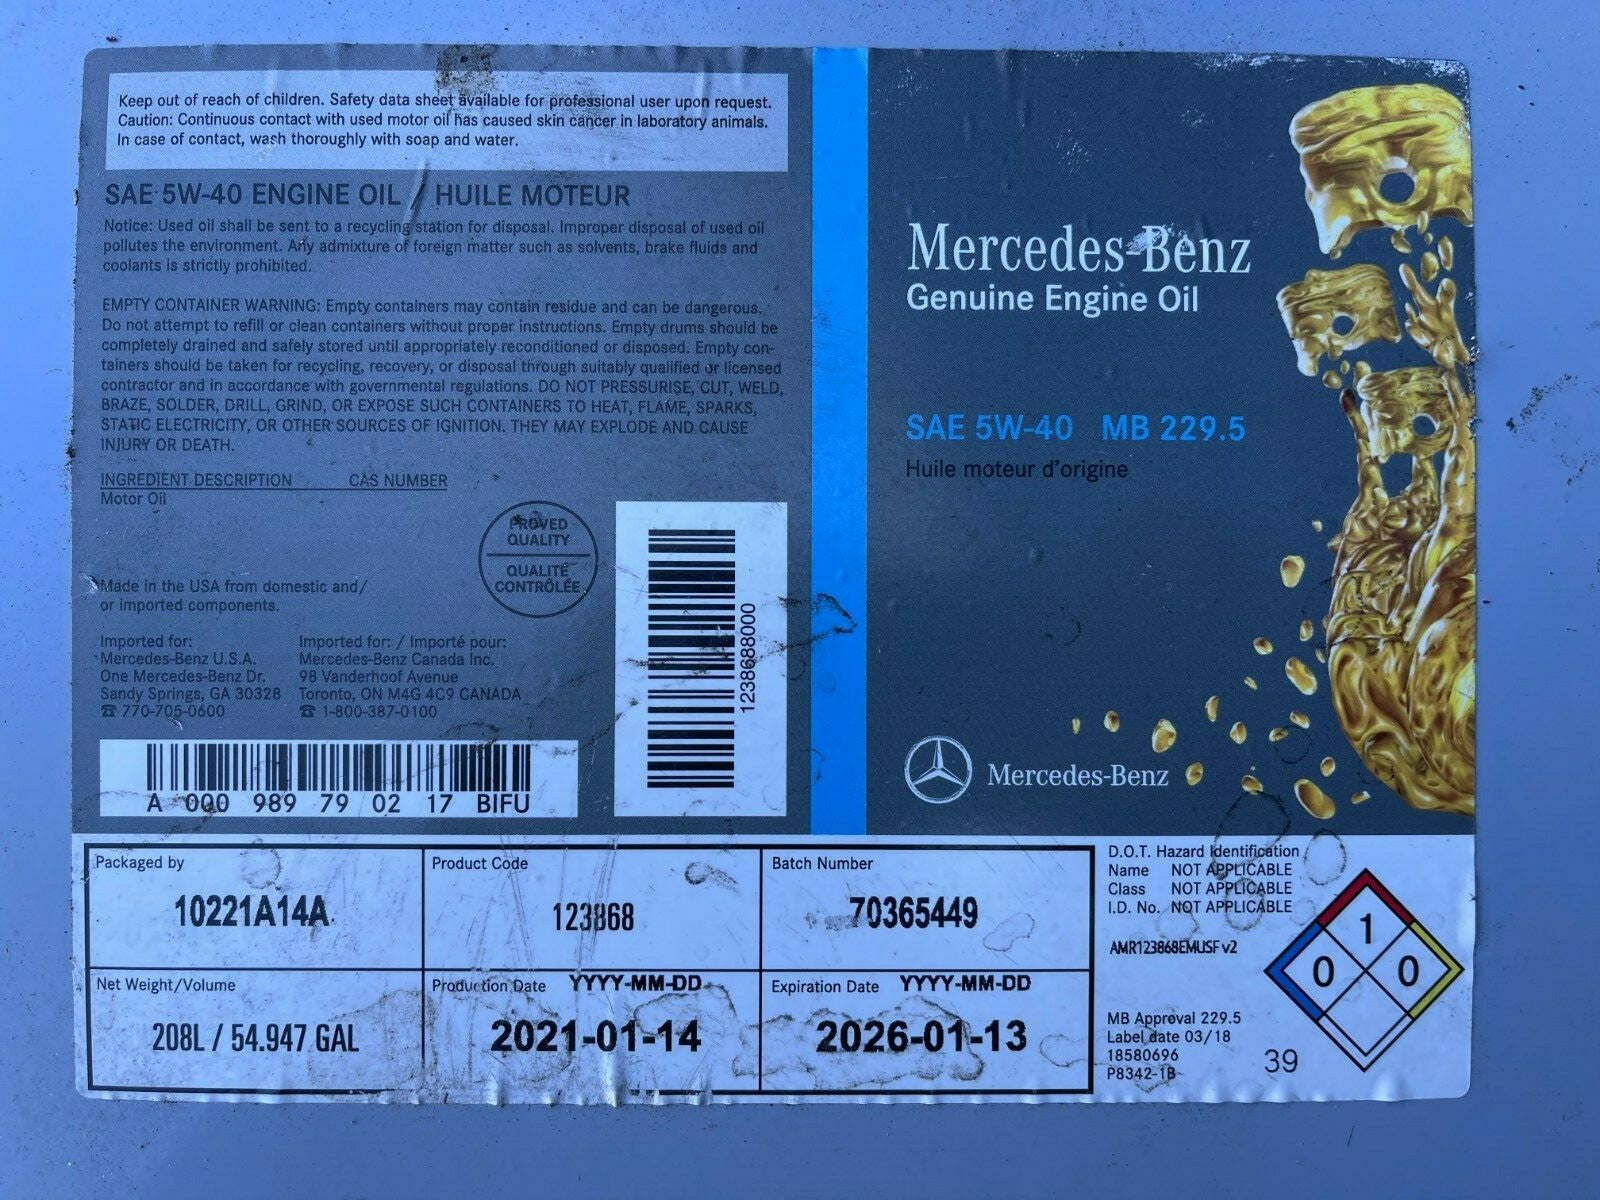 Keep out of reach of children. Safety data sheet available for professional user upon request.
Caution: Continuous contact with used motor oil has caused skin cancer in laboratory animals.
In case of contact, wash thoroughly with soap and water.
SAE 5W-40 ENGINE OIL / HUILE MOTEUR
Notice: Used oil shall be sent to a recycling station for disposal. Improper disposal of used oil
pollutes the environment. Any admixture of foreign matter such as solvents, brake fluids and
coolants is strictly prohibited.
EMPTY CONTAINER WARNING: Empty containers may contain residue and can be dangerous.
Do not attempt to refill or clean containers without proper instructions. Empty drums should be
completely drained and safely stored until appropriately reconditioned or disposed. Empty con-
tainers should be taken for recycling, recovery, or disposal through suitably qualified or licensed
contractor and in accordance with governmental regulations. DO NOT PRESSURISE, CUT, WELD,
BRAZE, SOLDER, DRILL, GRIND, OR EXPOSE SUCH CONTAINERS TO HEAT, FLAME, SPARKS,
STATIC ELECTRICITY, OR OTHER SOURCES OF IGNITION. THEY MAY EXPLODE AND CAUSE
INJURY OR DEATH.
INGREDIENT DESCRIPTION CAS NUMBER
Motor Oil
PROVED
QUALITY
QUALITÉ
CONTRÔLÉE
Made in the USA from domestic and/
or imported components.
Imported for:
Mercedes-Benz U.S.A.
One Mercedes-Benz Dr.
Sandy Springs, GA 30328
☎ 770-705-0600
Imported for: / Importé pour:
Mercedes-Benz Canada Inc.
98 Vanderhoof Avenue
Toronto, ON M4G 4C9 CANADA
☎ 1-800-387-0100
A 000 989 79 02 17 BIFU
1238688000
Mercedes-Benz
Genuine Engine Oil
SAE 5W-40 MB 229.5
Huile moteur d'origine
Mercedes-Benz
Packaged by
10221A14A
Product Code
123868
Batch Number
70365449
Net Weight/Volume
208L / 54.947 GAL
Production Date YYYY-MM-DD
2021-01-14
Expiration Date YYYY-MM-DD
2026-01-13
D.O.T. Hazard Identification
Name NOT APPLICABLE
Class NOT APPLICABLE
I.D. No. NOT APPLICABLE
AMR123868EMUSF v2
MB Approval 229.5
Label date 03/18
18580696
P8342-1B
39
1
0 0